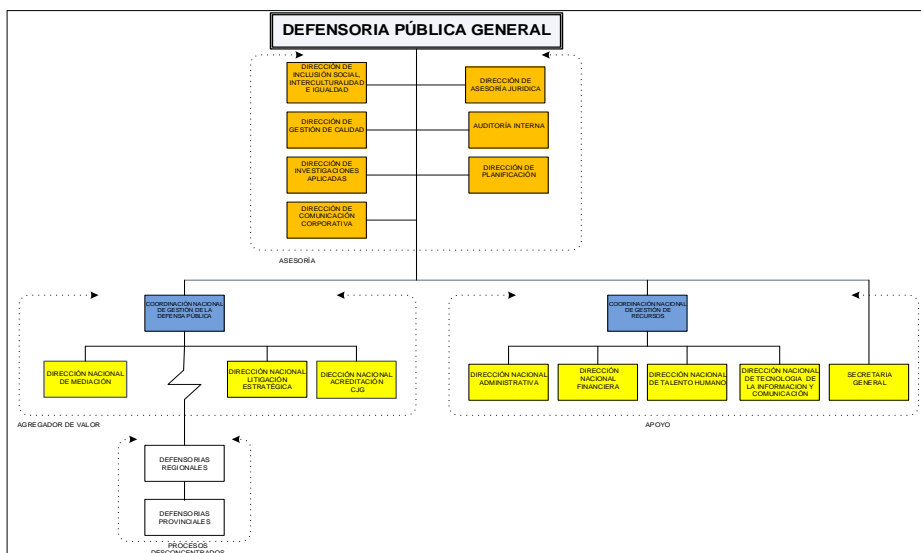 DEFENSORIA PÚBLICA GENERAL
DIRECCIÓN DE
INCLUSIÓN SOCIAL,
INTERCULTURALIDAD
E IGUALDAD
DIRECCIÓN DE
ASESORÍA JURIDICA
DIRECCIÓN DE
GESTIÓN DE CALIDAD
AUDITORÍA INTERNA
DIRECCIÓN DE
INVESTIGACIONES
APLICADAS
DIRECCIÓN DE
PLANIFICACIÓN
DIRECCIÓN DE
COMUNICACIÓN
CORPORATIVA
ASESORÍA
COORDINACIÓN NACIONAL
DE GESTIÓN DE LA
DEFENSA PÚBLICA
COORDINACIÓN NACIONAL
DE GESTIÓN DE
RECURSOS
DIRECCIÓN NACIONAL
DE MEDIACIÓN
DIRECCIÓN NACIONAL
LITIGACIÓN
ESTRATÉGICA
DIECCIÓN NACIONAL
ACREDITACIÓN
CJG
DIRECCIÓN NACIONAL
ADMINISTRATIVA
DIRECCIÓN
NACIONAL
FINANCIERA
DIRECCIÓN NACIONAL
DE TALENTO HUMANO
DIRECCIÓN NACIONAL
DE TECNOLOGIA DE
LA INFORMACION Y
COMUNICACIÓN
SECRETARIA
GENERAL
AGREGADOR DE VALOR
APOYO
DEFENSORIAS
REGIONALES
DEFENSORIAS
PROVINCIALES
PROCESOS
DESCONCENTRADOS